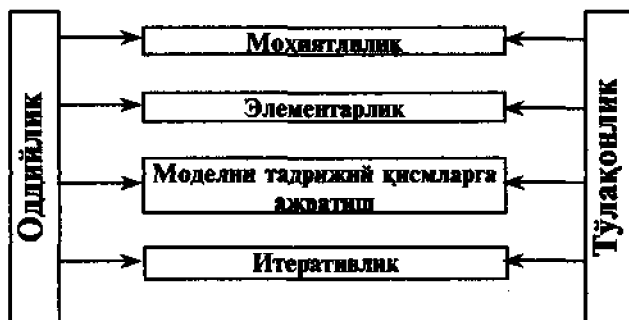 Оддийлик
Моҳиятлилик
Элементарлик
Моделни тадрижий қисмларга
ажратиш
Итеративлик
Тўлақонлик